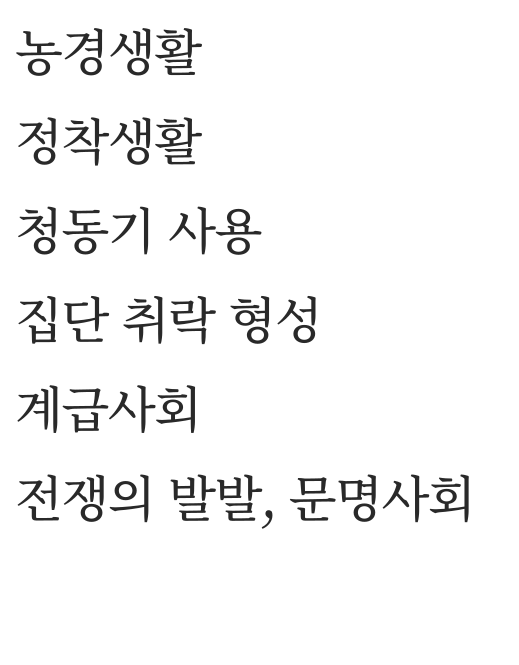 농경생활
정착생활
청동기 사용
집단 취락 형성
계급사회
전쟁의 발발, 문명사회